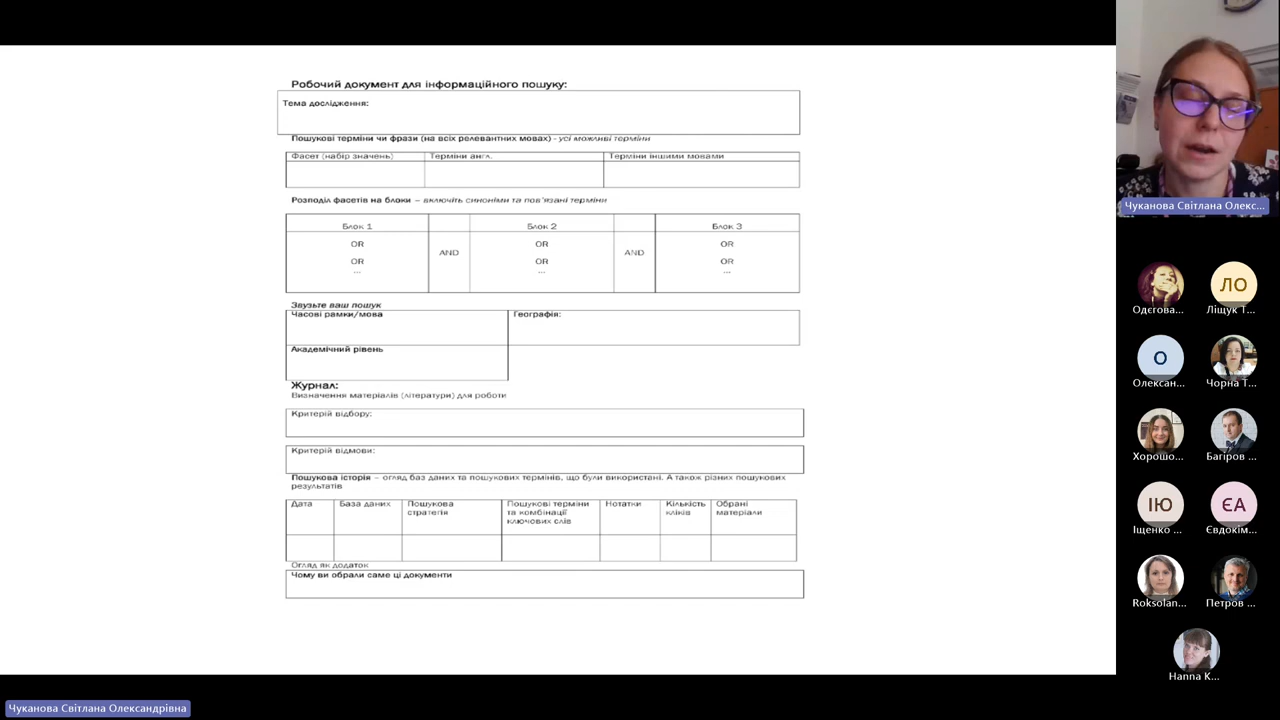 Робочий документ для інформаційного пошуку:
Тема дослідження:
Пошукові терміни чи фрази (на всіх релевантних мовах) - усі можливі терміни
Фасет (набір значень)
Терміни англ.
Терміни іншими мовами
Розподіл фасетів на блоки – включіть синоніми та пов'язані терміни
Блок 1
Блок 2
Блок 3
OR
OR
OR
AND
AND
OR
OR
OR
...
...
...
Звузьте ваш пошук
Часові рамки/мова
Географія:
Академічний рівень
Журнал:
Визначення матеріалів (літератури) для роботи
Критерій відбору:
Критерій відмови:
Пошукова історія – огляд баз даних та пошукових термінів, що були використані. А також різних пошукових
результатів
Дата
База даних
Пошукова
стратегія
Пошукові терміни
та комбінації
ключових слів
Нотатки
Кількість
кліків
Обрані
матеріали
Огляд як додаток
Чому ви обрали саме ці документи
Чуканова Світлана Олександрівна
Чуканова Світлана Олекс...
ЛО
Одєгова...
Ліщук Т...
О
Олексан...
Чорна Т...
Хорошо...
Багіров ...
ІЮ
ЄА
Іщенко ...
Євдокім...
Roksolan...
Петров ...
Hanna K...